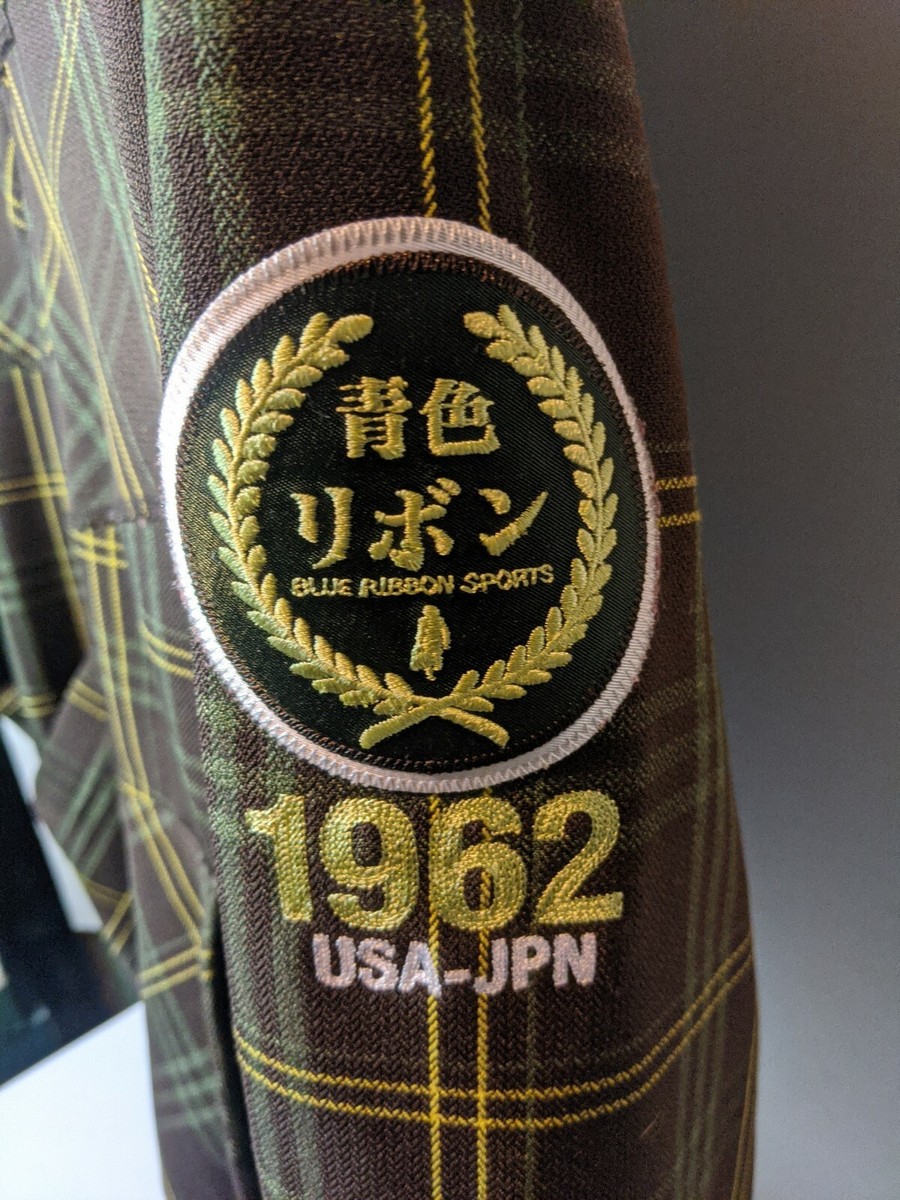 青色
リボン
BLUE RIBBON SPORTS
1962
USA-JPN